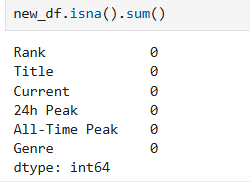 new_df.isna().sum()
Rank 0
Title 0
Current 0
24h Peak 0
All-Time Peak 0
Genre 0
dtype: int64